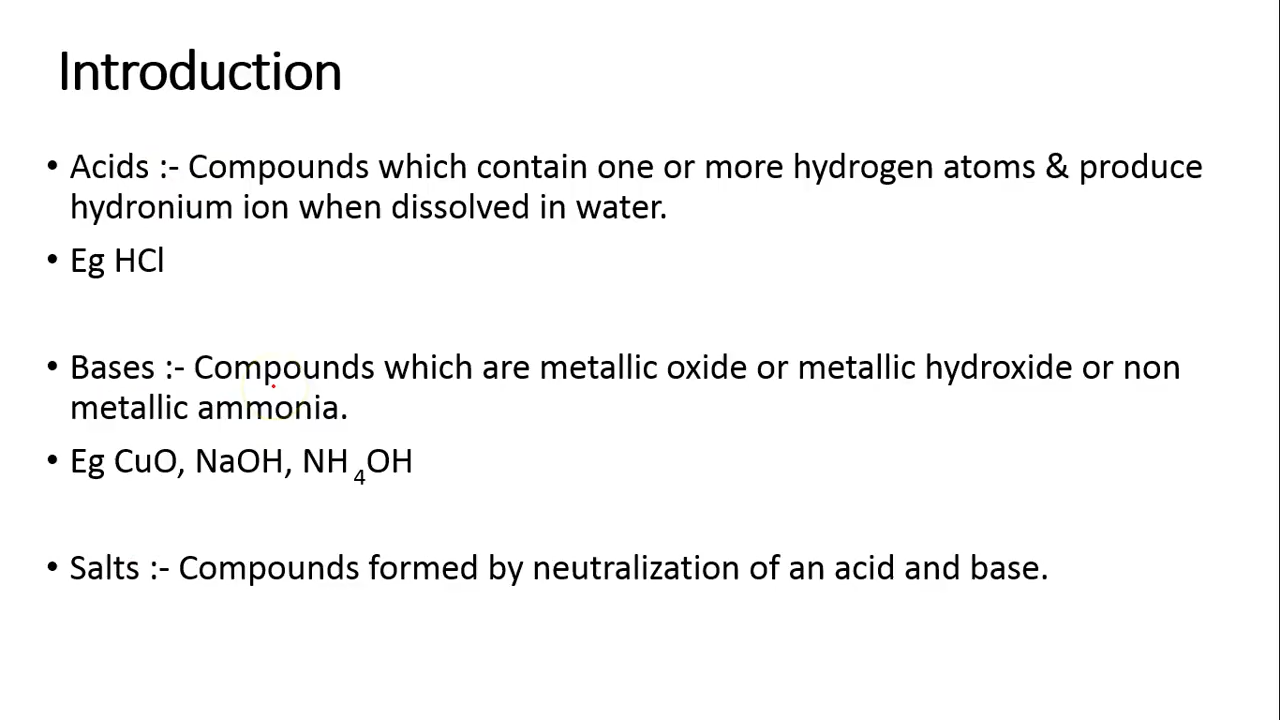 Introduction
• Acids :- Compounds which contain one or more hydrogen atoms & produce
hydronium ion when dissolved in water.
• Eg HCl
• Bases :- Compounds which are metallic oxide or metallic hydroxide or non
metallic ammonia.
• Eg CuO, NaOH, NH₄OH
• Salts :- Compounds formed by neutralization of an acid and base.